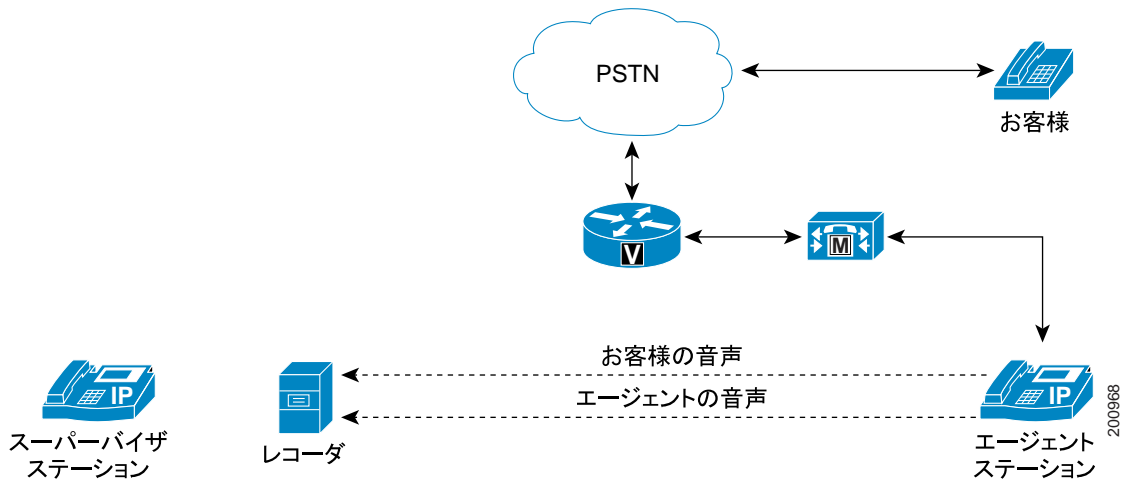 PSTN
お客様
V
M
お客様の音声
エージェントの音声
IP
スーパーバイザ
ステーション
レコーダ
IP
エージェント
ステーション
200968